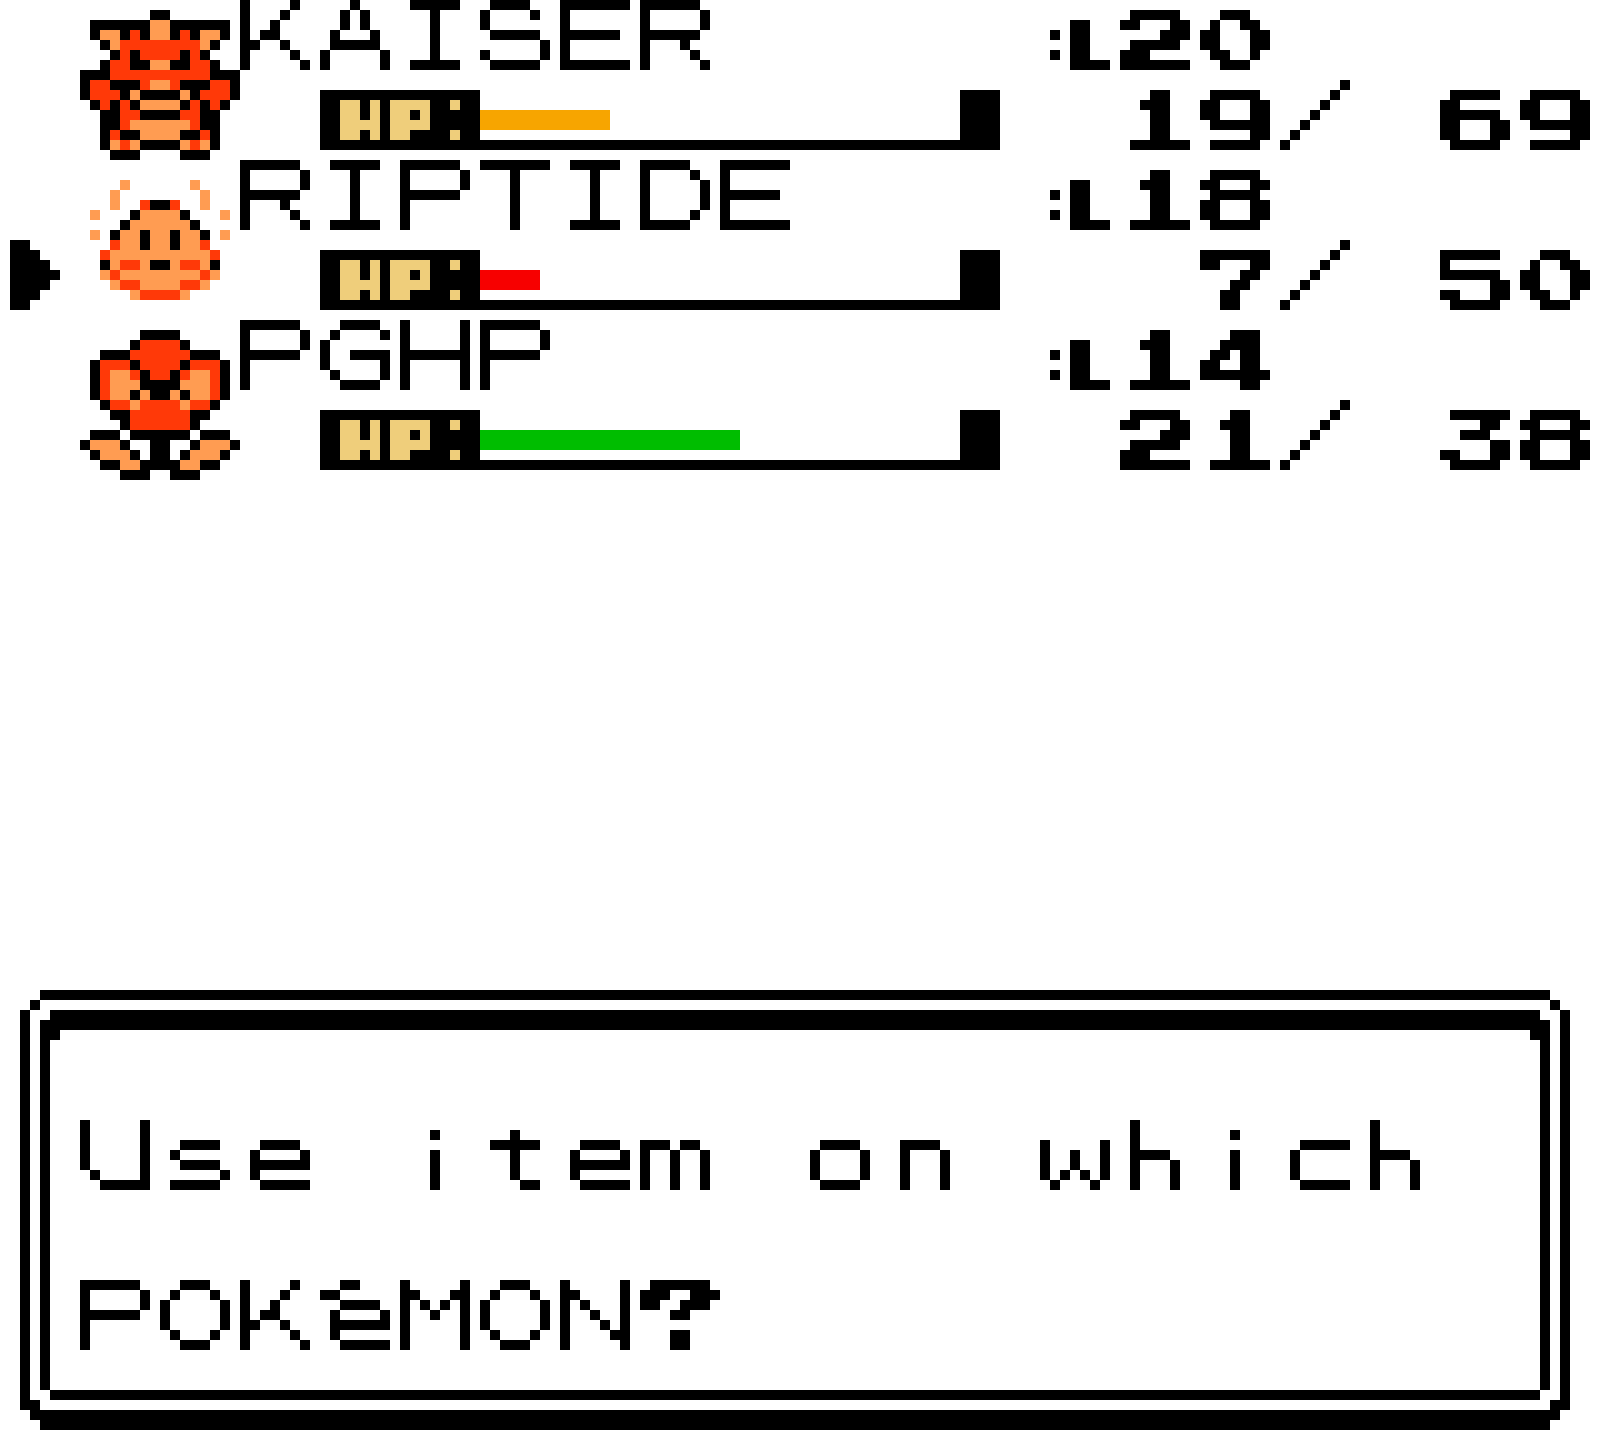 KAISER :L20
HP: 19/ 69
RIPTIDE :L18
HP: 7/ 50
PGHP :L14
HP: 21/ 38
Use item on which
POKéMON?